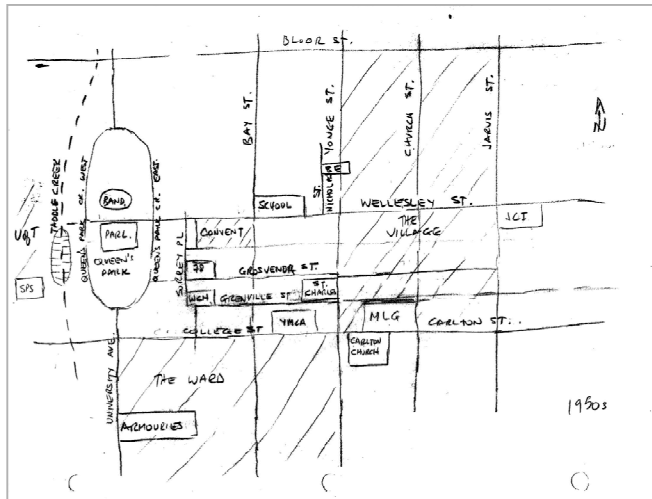 BLOOR ST.
BAY ST.
YONGE ST.
CHURCH ST.
JARVIS ST.
N
ST. NICHOLAS
TADDLE CREEK
QUEEN'S PARK CR. WEST
QUEEN'S PARK CR. EAST.
BAND
SCHOOL
WELLESLEY ST.
THE
VILLAGE
JCI
U of T
PARL.
QUEEN'S
PARK
SURREY PL
CONVENT
GROSVENOR ST.
SPS
WCH
GRENVILLE ST.
ST.
CHARLES
COLLEGE ST
YMCA
MLG
CARLTON ST.
CARLTON
CHURCH
UNIVERSITY AVE
THE WARD
ARMOURIES
1950s